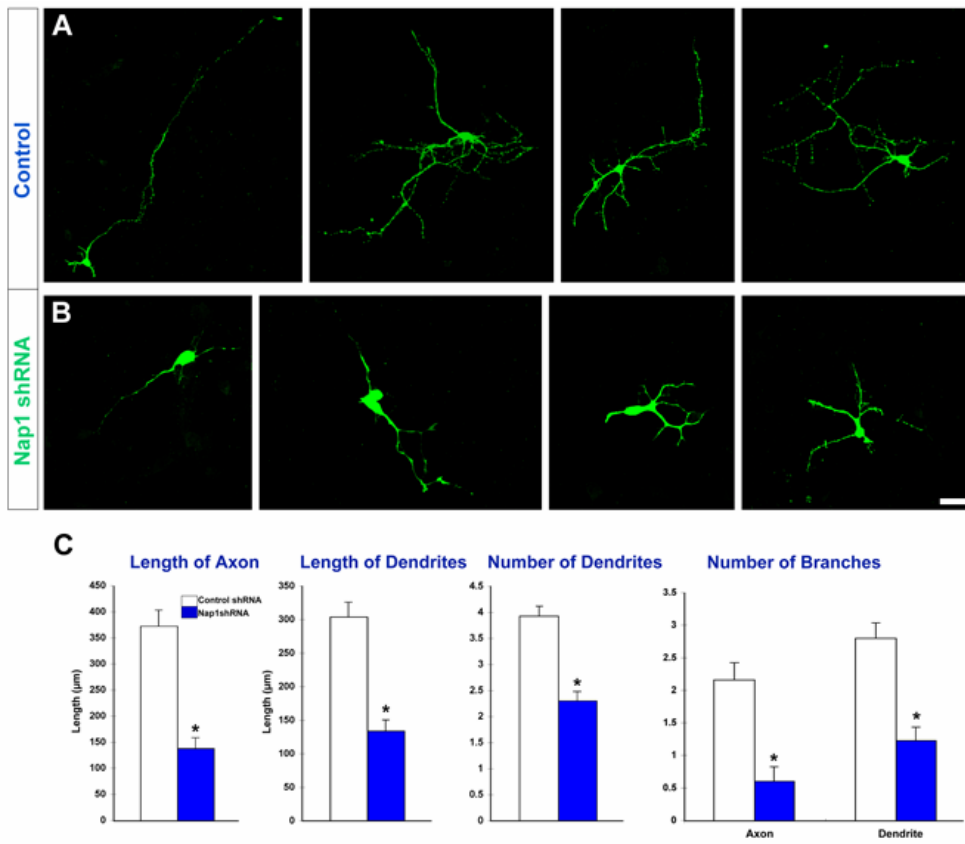 A
Control
B
Nap1 shRNA
C
Length of Axon
Length of Dendrites
Number of Dendrites
Number of Branches
Length (µm)
450
400
350
300
250
200
150
100
50
0
Control shRNA
Nap1shRNA
*
Length (µm)
350
300
250
200
150
100
50
0
*
4.5
4
3.5
3
2.5
2
1.5
1
0.5
0
*
3.5
3
2.5
2
1.5
1
0.5
0
*
*
Axon
Dendrite